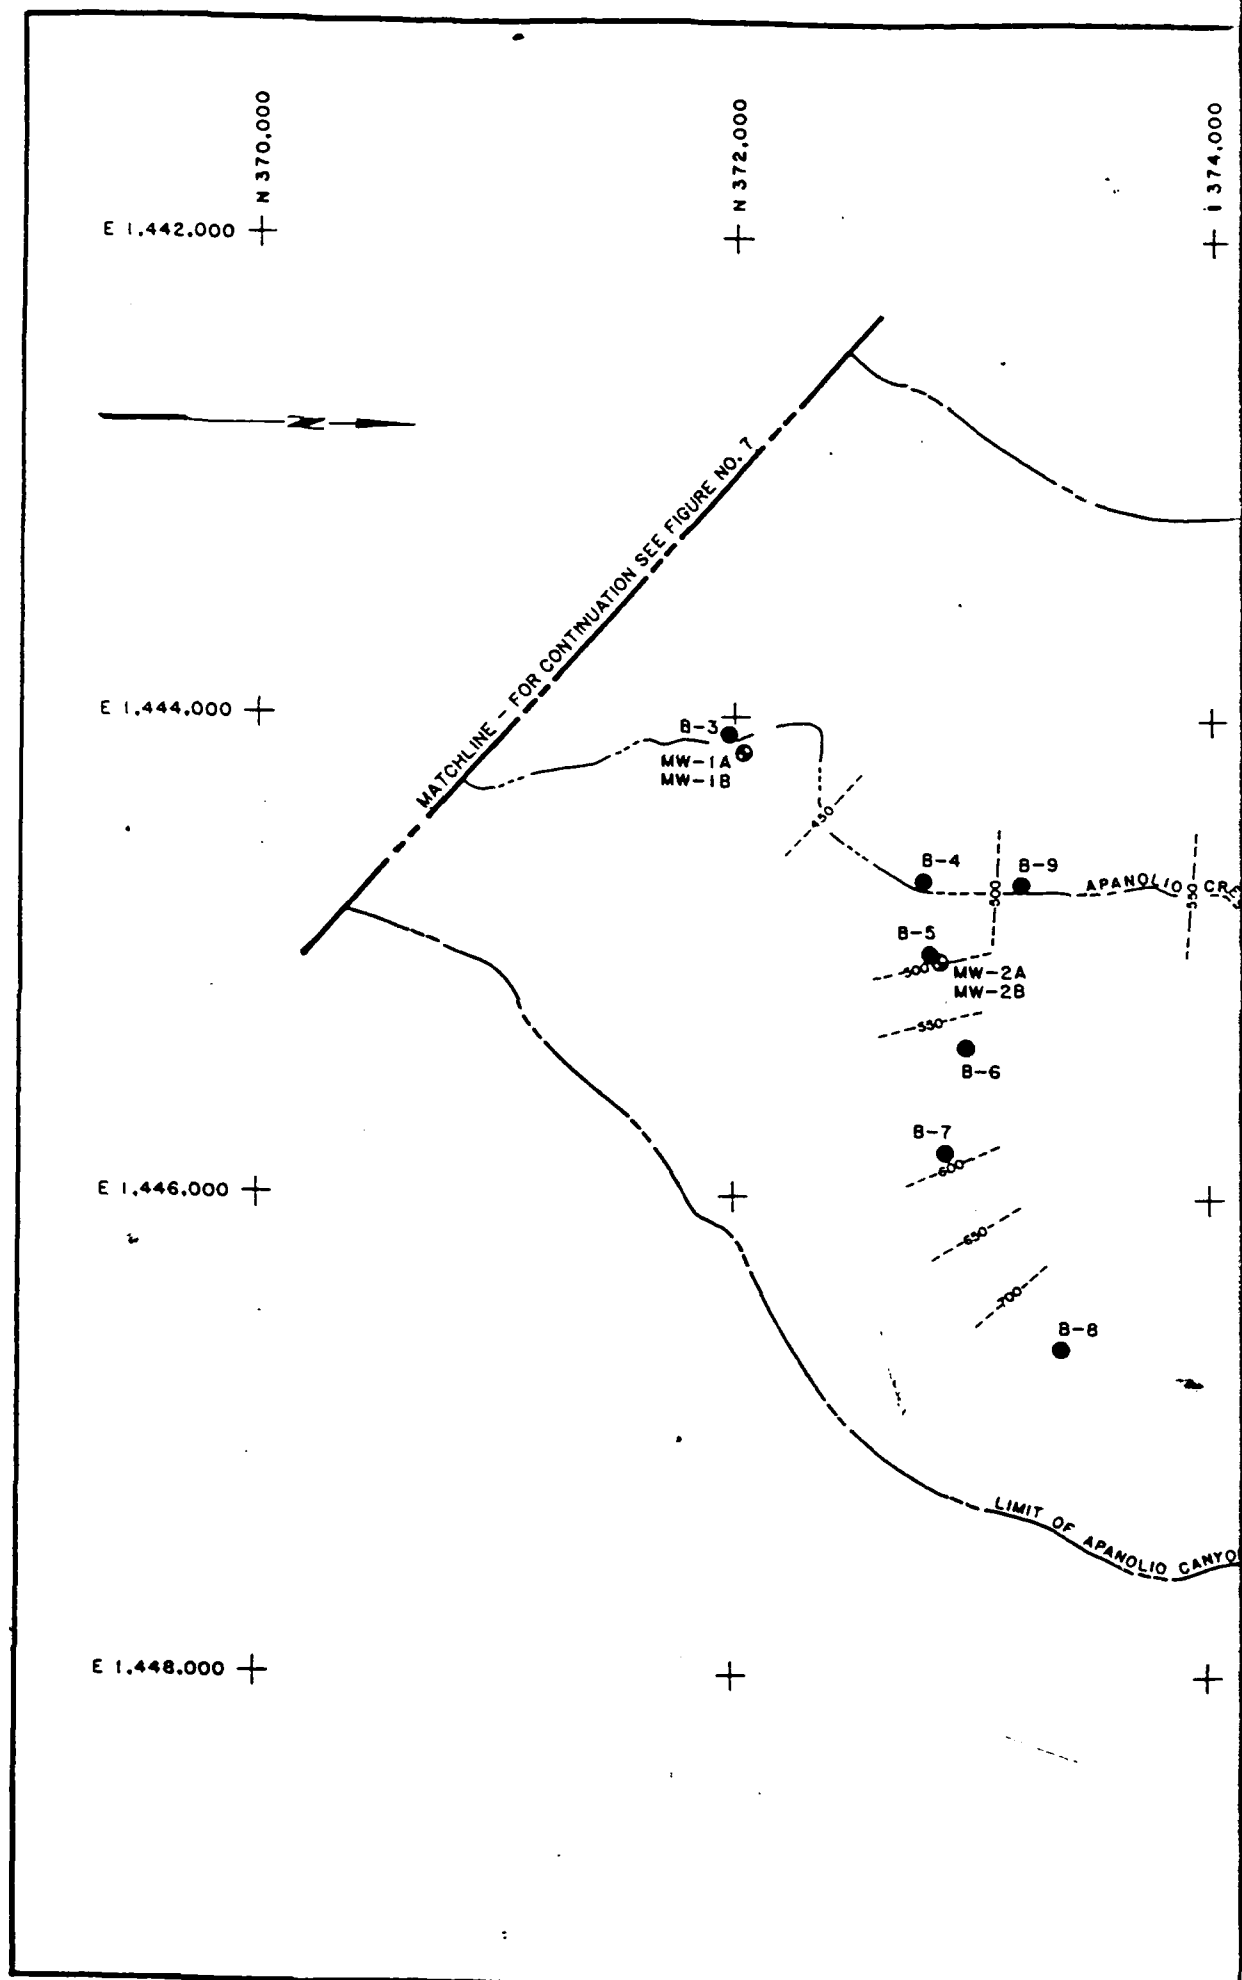 N 370,000
N 372,000
374,000
E 1,442,000
N
MATCHLINE - FOR CONTINUATION SEE FIGURE NO. 7
E 1,444,000
B-3
MW-1A
MW-1B
450
B-4
B-9
500
APANOLIO CRE
550
B-5
500
MW-2A
MW-2B
550
B-6
B-7
600
E 1,446,000
650
700
B-8
LIMIT OF APANOLIO CANYO
E 1,448,000